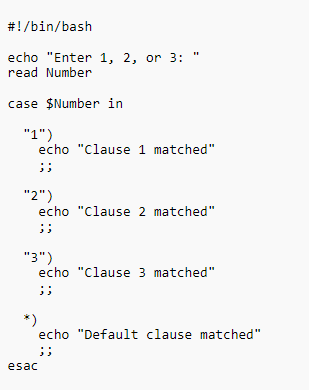 #!/bin/bash
echo "Enter 1, 2, or 3: "
read Number
case $Number in
"1")
echo "Clause 1 matched"
;;
"2")
echo "Clause 2 matched"
;;
"3")
echo "Clause 3 matched"
;;
*)
echo "Default clause matched"
;;
esac